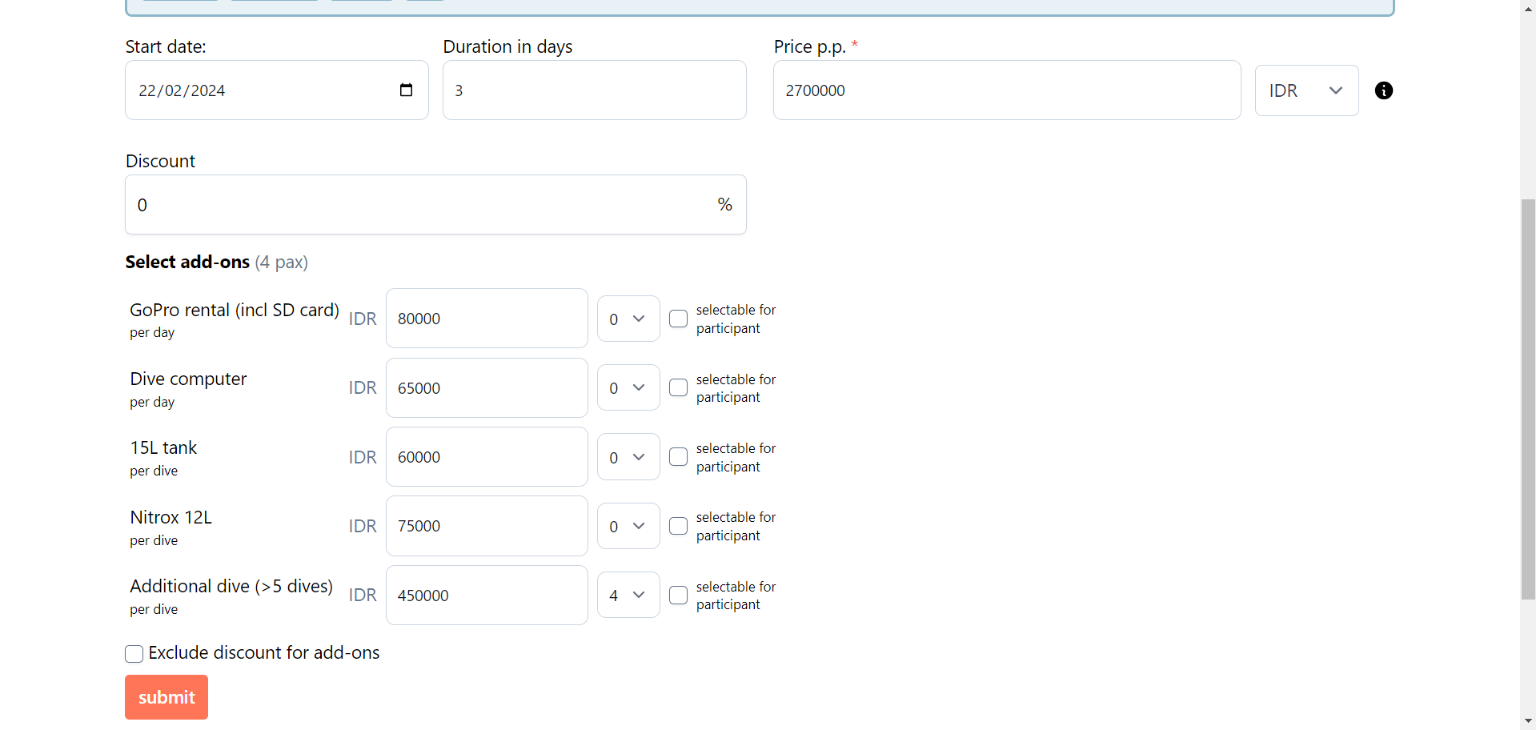 Start date:
Duration in days
Price p.p. *
22/02/2024
3
2700000
IDR
Discount
0
%
Select add-ons (4 pax)
GoPro rental (incl SD card)
per day
IDR
80000
0
selectable for
participant
Dive computer
per day
IDR
65000
0
selectable for
participant
15L tank
per dive
IDR
60000
0
selectable for
participant
Nitrox 12L
per dive
IDR
75000
0
selectable for
participant
Additional dive (>5 dives)
per dive
IDR
450000
4
selectable for
participant
Exclude discount for add-ons
submit